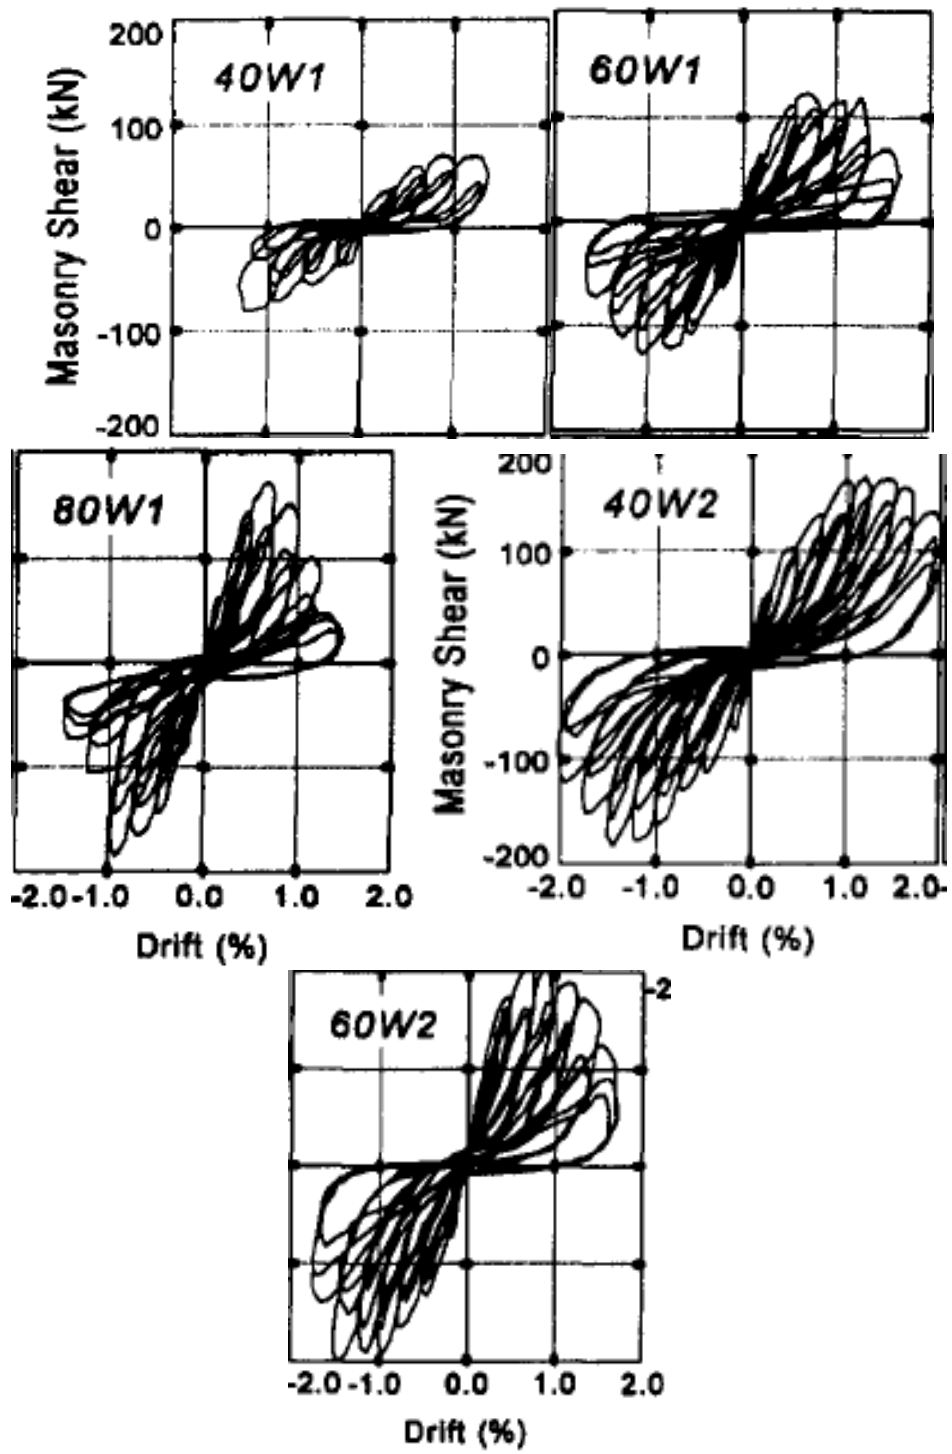 200
40W1
60W1
100
0
-100
-200
Masonry Shear (kN)
80W1
-2.0-1.0 0.0 1.0 2.0
Drift (%)
200
40W2
100
0
-100
-200
Masonry Shear (kN)
-2.0 -1.0 0.0 1.0 2.0-
Drift (%)
60W2
-2
-2.0 -1.0 0.0 1.0 2.0
Drift (%)